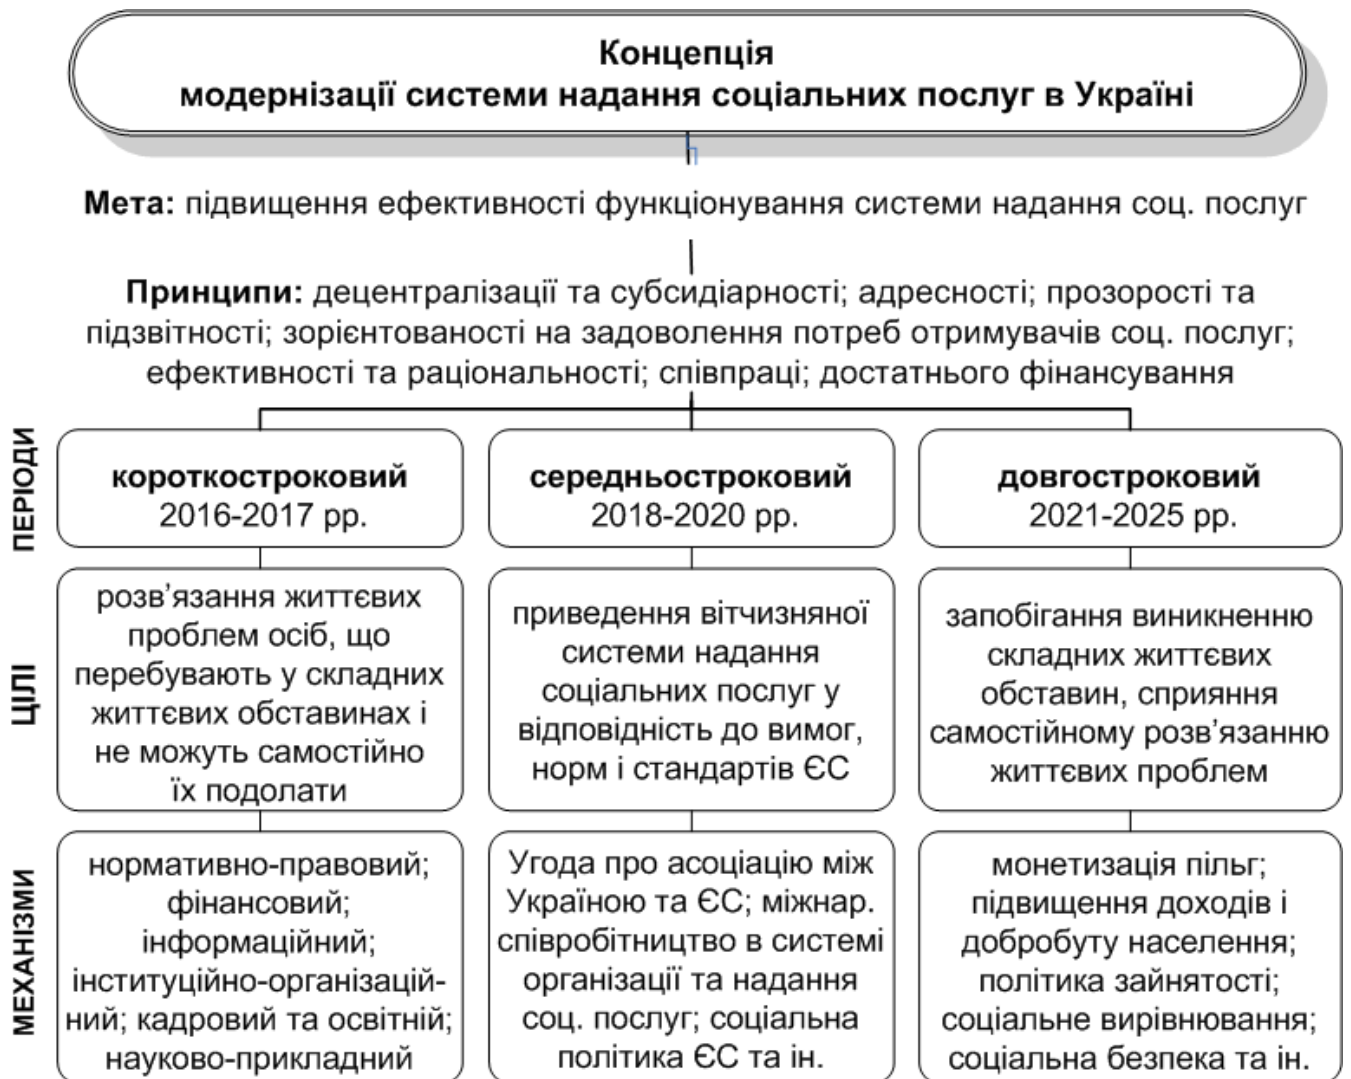 Концепція
модернізації системи надання соціальних послуг в Україні
Мета: підвищення ефективності функціонування системи надання соц. послуг
Принципи: децентралізації та субсидіарності; адресності; прозорості та
підзвітності; зорієнтованості на задоволення потреб отримувачів соц. послуг;
ефективності та раціональності; співпраці; достатнього фінансування
ПЕРІОДИ
короткостроковий
2016-2017 рр.
середньостроковий
2018-2020 рр.
довгостроковий
2021-2025 рр.
ЦІЛІ
розв’язання життєвих
проблем осіб, що
перебувають у складних
життєвих обставинах і
не можуть самостійно
їх подолати
приведення вітчизняної
системи надання
соціальних послуг у
відповідність до вимог,
норм і стандартів ЄС
запобігання виникненню
складних життєвих
обставин, сприяння
самостійному розв’язанню
життєвих проблем
МЕХАНІЗМИ
нормативно-правовий;
фінансовий;
інформаційний;
інституційно-організацій-
ний; кадровий та освітній;
науково-прикладний
Угода про асоціацію між
Україною та ЄС; міжнар.
співробітництво в системі
організації та надання
соц. послуг; соціальна
політика ЄС та ін.
монетизація пільг;
підвищення доходів і
добробуту населення;
політика зайнятості;
соціальне вирівнювання;
соціальна безпека та ін.